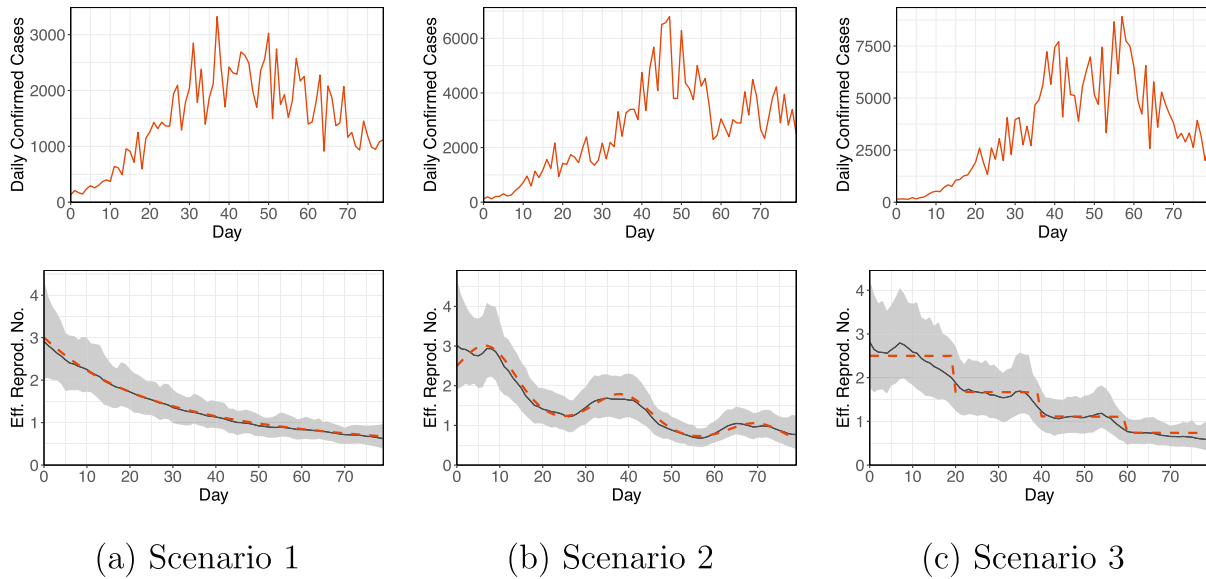 Daily Confirmed Cases
3000
2000
1000
0
0 10 20 30 40 50 60 70
Day
Daily Confirmed Cases
6000
4000
2000
0
0 10 20 30 40 50 60 70
Day
Daily Confirmed Cases
7500
5000
2500
0
0 10 20 30 40 50 60 70
Day
Eff. Reprod. No.
4
3
2
1
0
0 10 20 30 40 50 60 70
Day
Eff. Reprod. No.
4
3
2
1
0
0 10 20 30 40 50 60 70
Day
Eff. Reprod. No.
4
3
2
1
0
0 10 20 30 40 50 60 70
Day
(a) Scenario 1
(b) Scenario 2
(c) Scenario 3